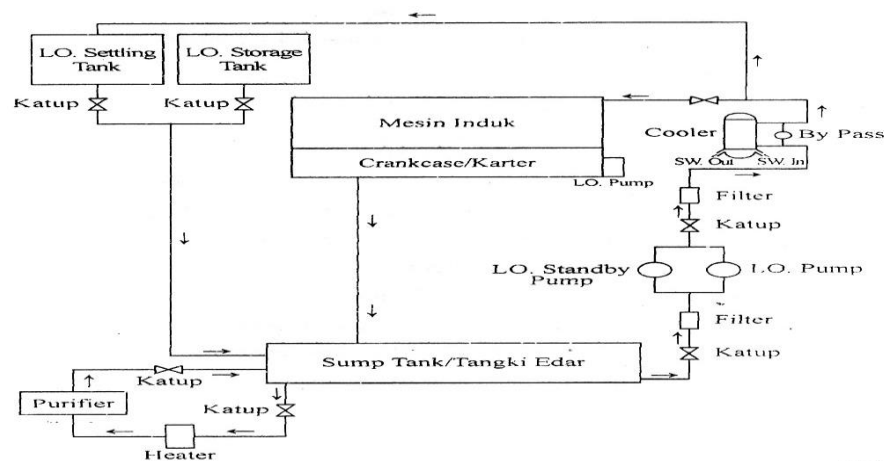 LO. Settling
Tank
LO. Storage
Tank
Katup
Katup
Mesin Induk
Cooler
By Pass
SW. Out
SW. In
Crankcase/Karter
LO. Pump
Filter
Katup
LO. Standby
Pump
LO. Pump
Filter
Katup
Sump Tank/Tangki Edar
Katup
Purifier
Katup
Heater